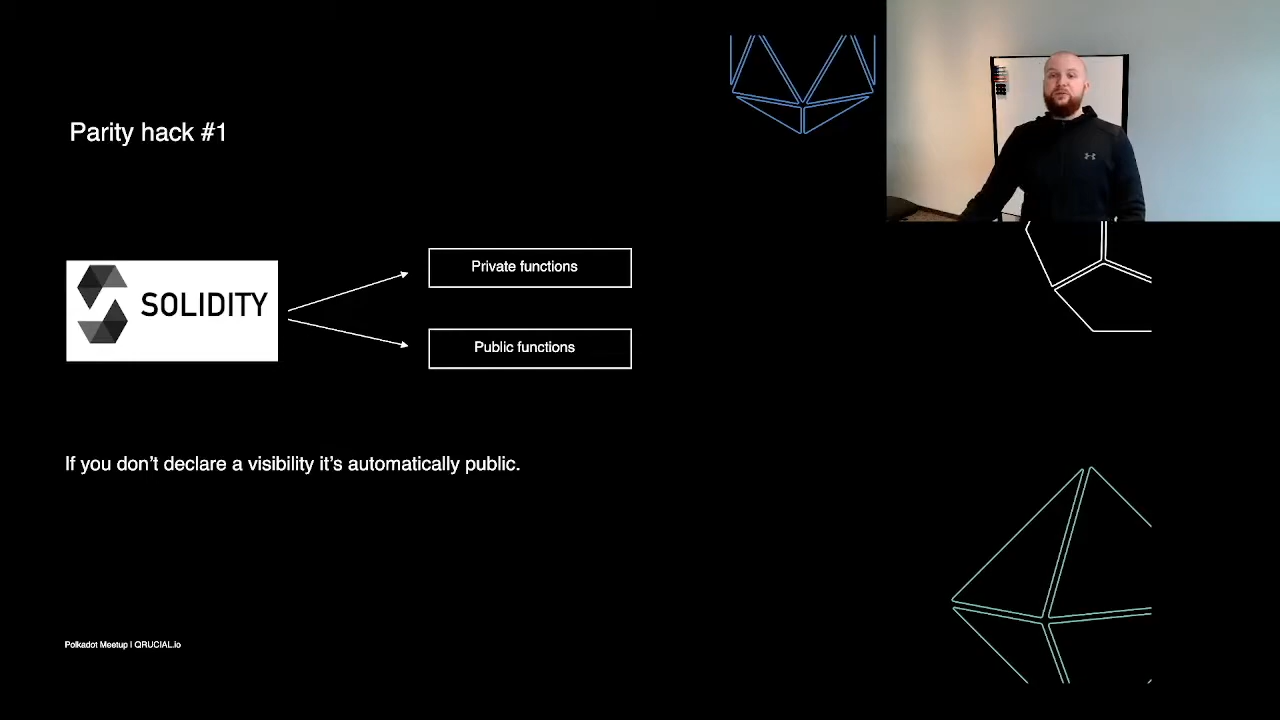 Parity hack #1
SOLIDITY
Private functions
Public functions
If you don't declare a visibility it's automatically public.
Polkadot Meetup | QRUCIAL.io